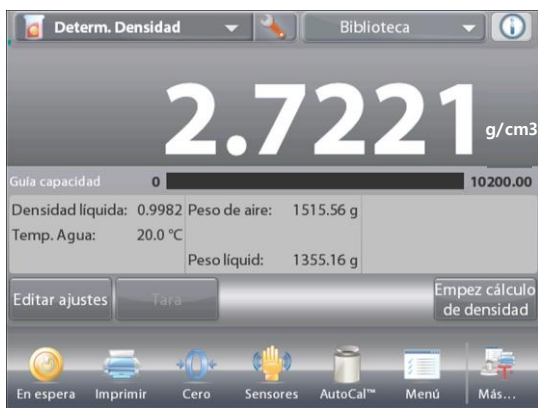 Determ. Densidad Biblioteca
2.7221 g/cm3
Guía capacidad 0 10200.00
Densidad líquida: 0.9982 Peso de aire: 1515.56 g
Temp. Agua: 20.0 °C
Peso líquid: 1355.16 g
Editar ajustes Tara Empez cálculo
de densidad
En espera Imprimir Cero Sensores AutoCal™ Menú Más...